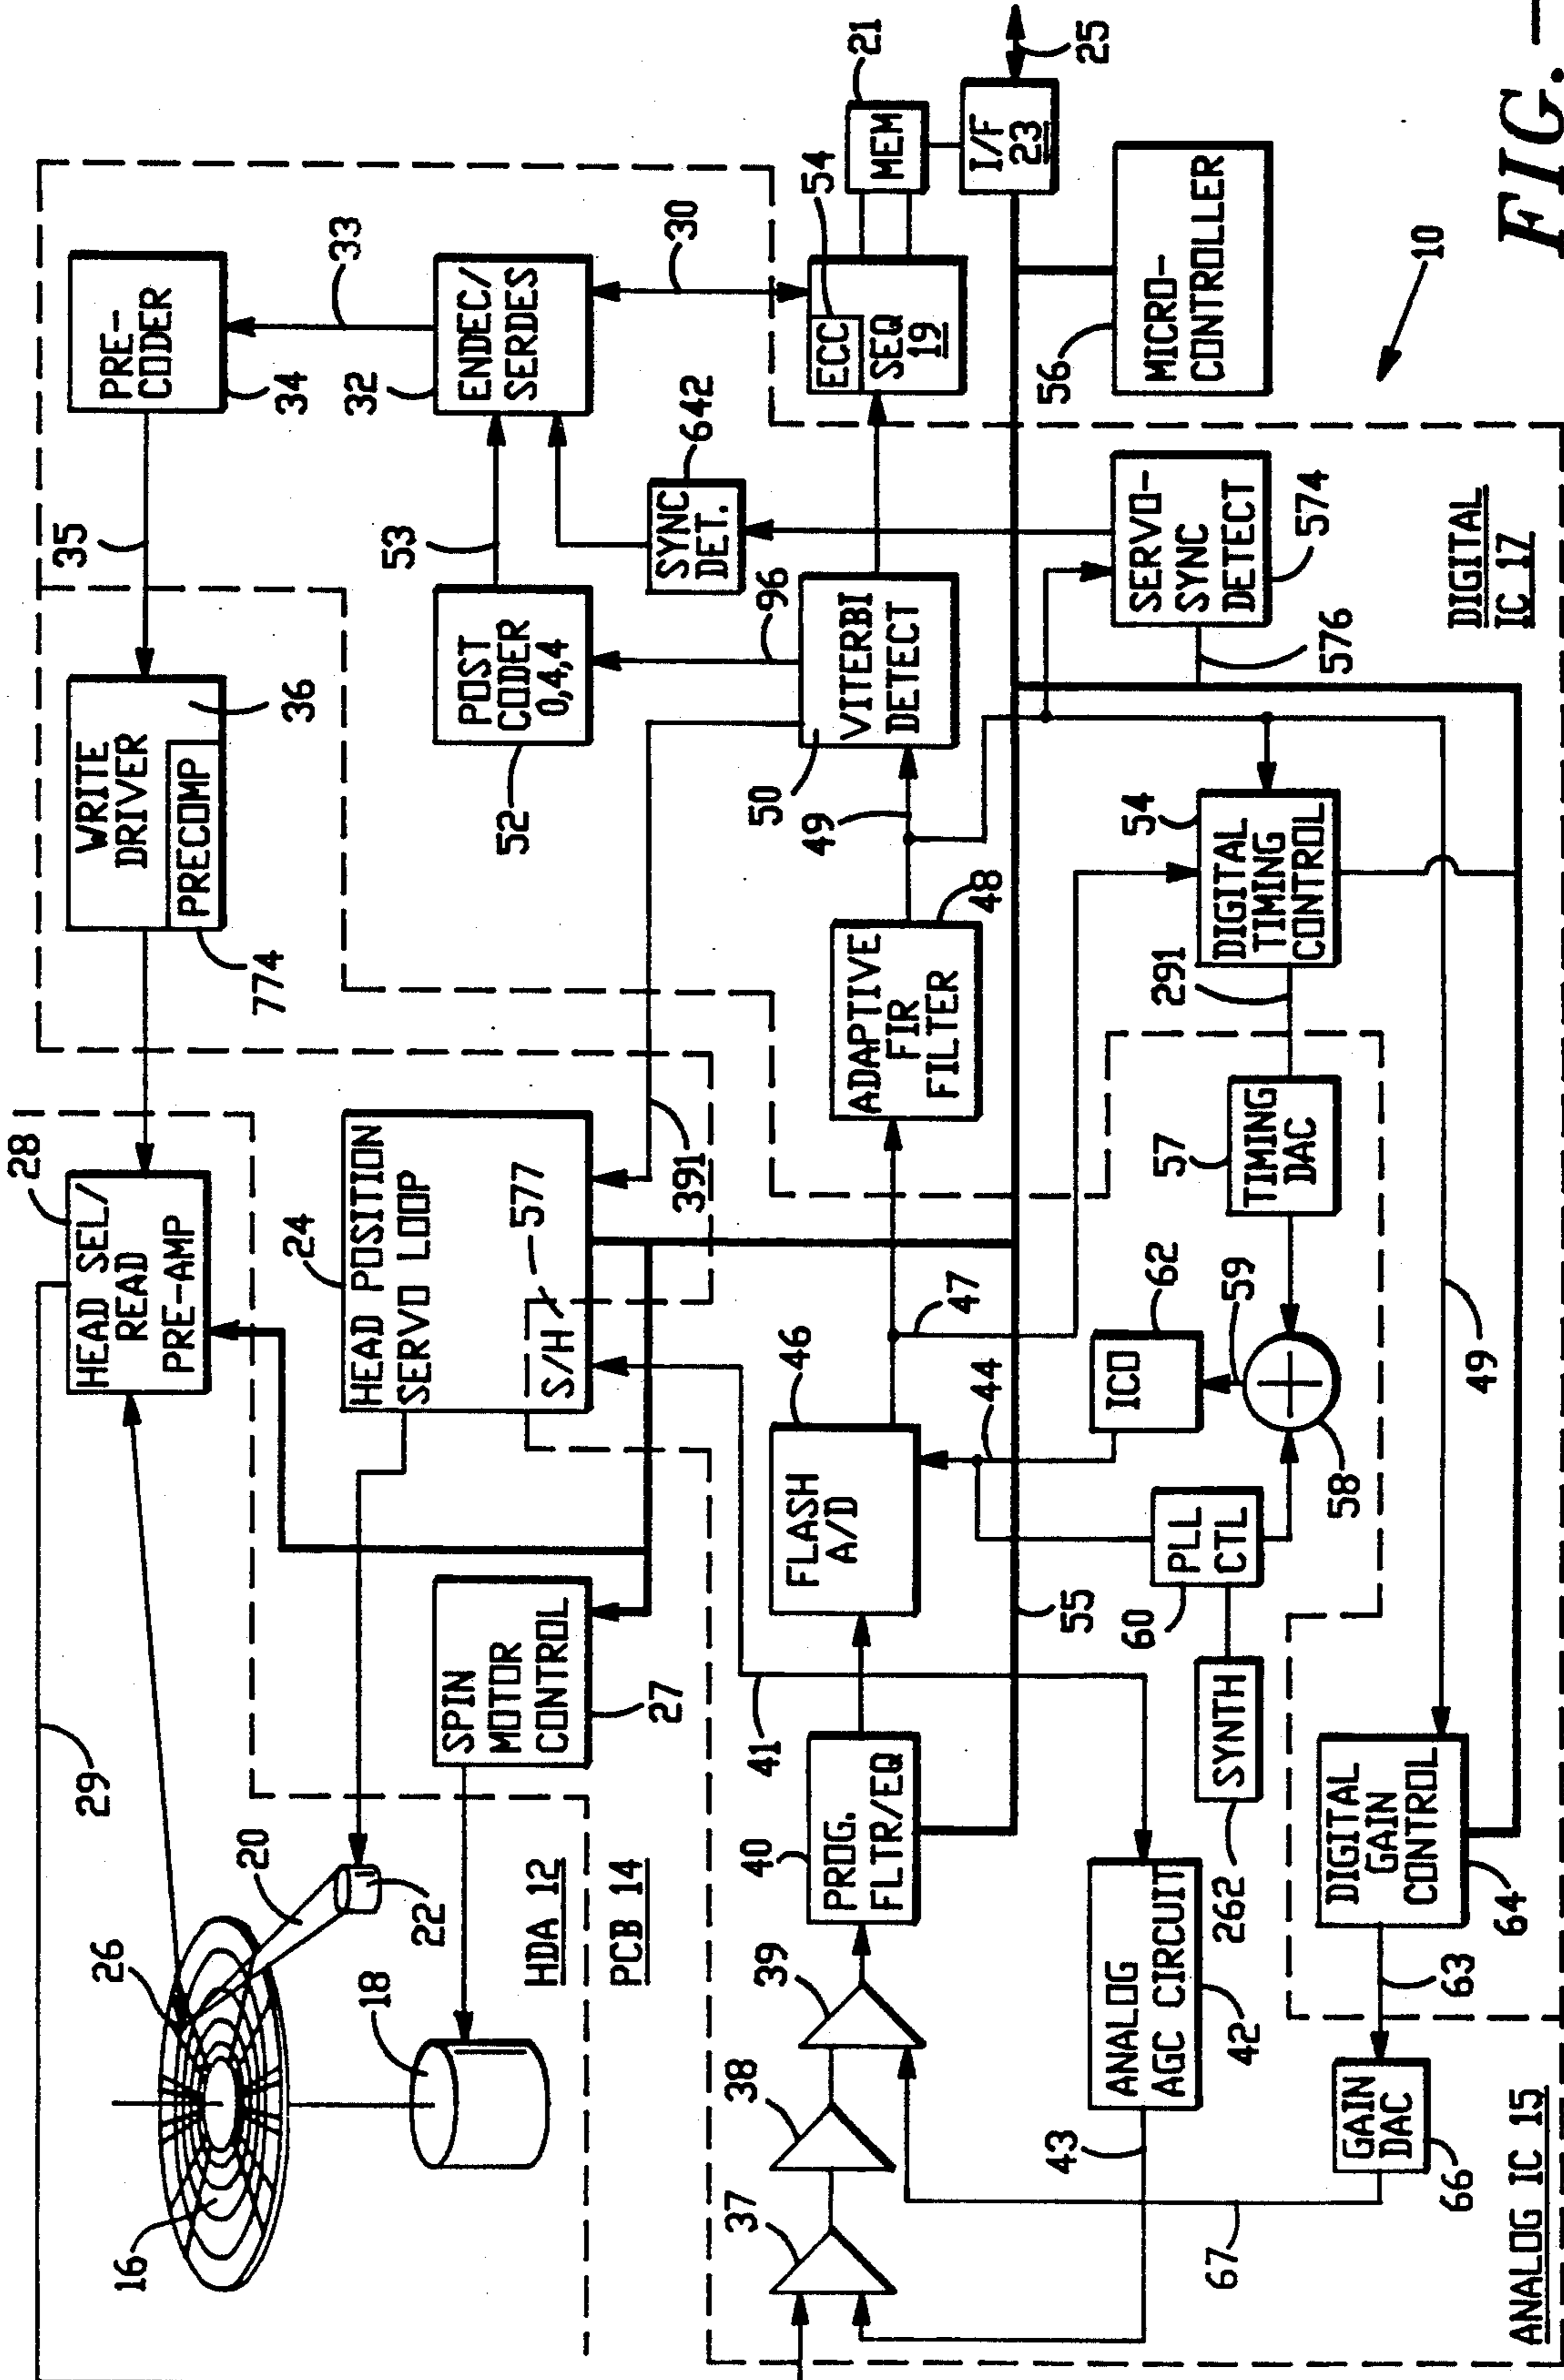 29
28
HEAD SEL/
READ
PRE-AMP
WRITE
DRIVER
PRECOMP
36
774
35
PRE-
CODER
34
33
16
26
20
22
18
HDA 12
PCB 14
SPIN
MOTOR
CONTROL
27
24
HEAD POSITION
SERVO LOOP
S/H
577
391
POST
CODER
0,4,4
52
53
ENDEC/
SERDES
32
SYNC
DET.
642
30
96
37
38
39
40
PROG.
FLTR/EQ
41
FLASH
A/D
46
47
44
ADAPTIVE
FIR
FILTER
48
49
VITERBI
DETECT
50
ECC
54
SEQ
19
MEM
21
I/F
23
25
55
43
ANALOG
AGC CIRCUIT
42
SYNTH
262
PLL
CTL
60
ICO
62
59
58
57
TIMING
DAC
291
54
DIGITAL
TIMING
CONTROL
SERVO-
SYNC
DETECT
574
576
56
MICRO-
CONTROLLER
67
GAIN
DAC
66
63
DIGITAL
GAIN
CONTROL
64
49
DIGITAL
IC 17
10
ANALOG IC 15
FIG. —